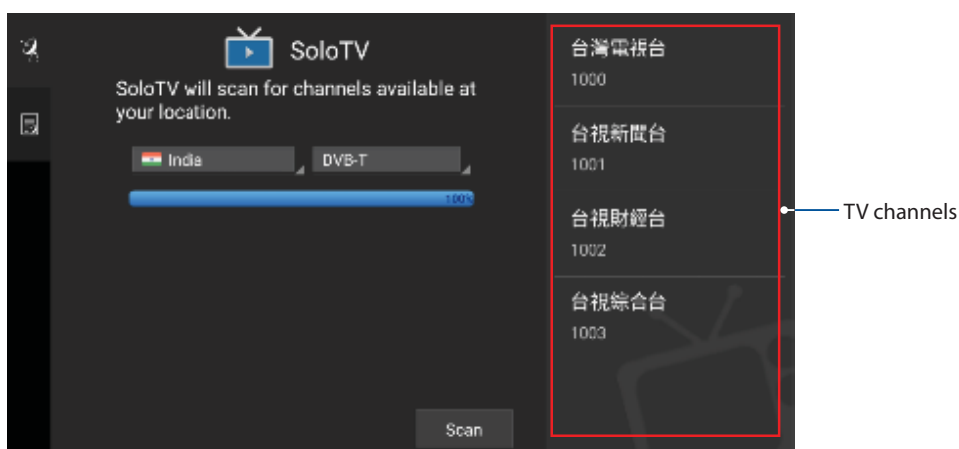 SoloTV
SoloTV will scan for channels available at
your location.
India
DVB-T
100%
Scan
台灣電視台
1000
台視新聞台
1001
台視財經台
1002
台視綜合台
1003
TV channels